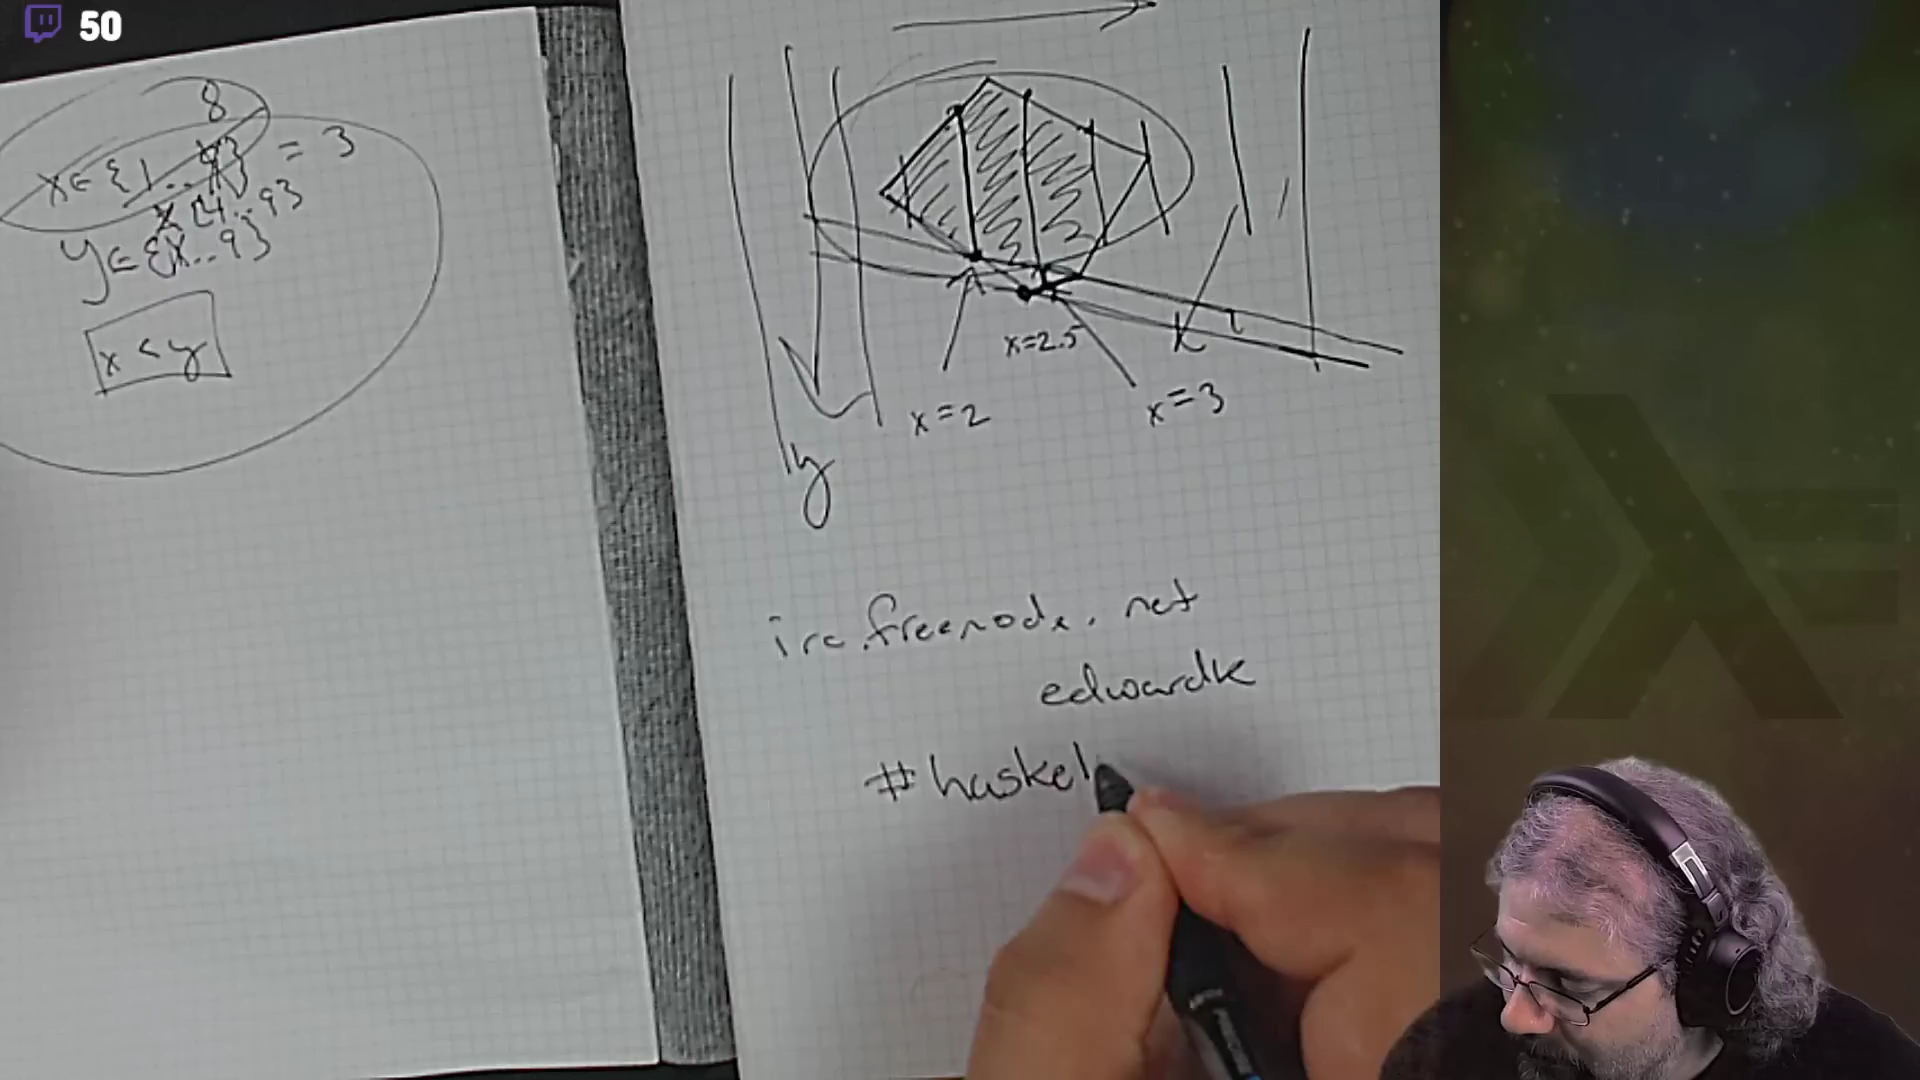 50
8
x ∈ {1..9} = 3
x {4..9}
y ∈ {x..9}
x < y
x=2.5
x=2
x=3
y
irc.freenode.net
edwardk
#haskel